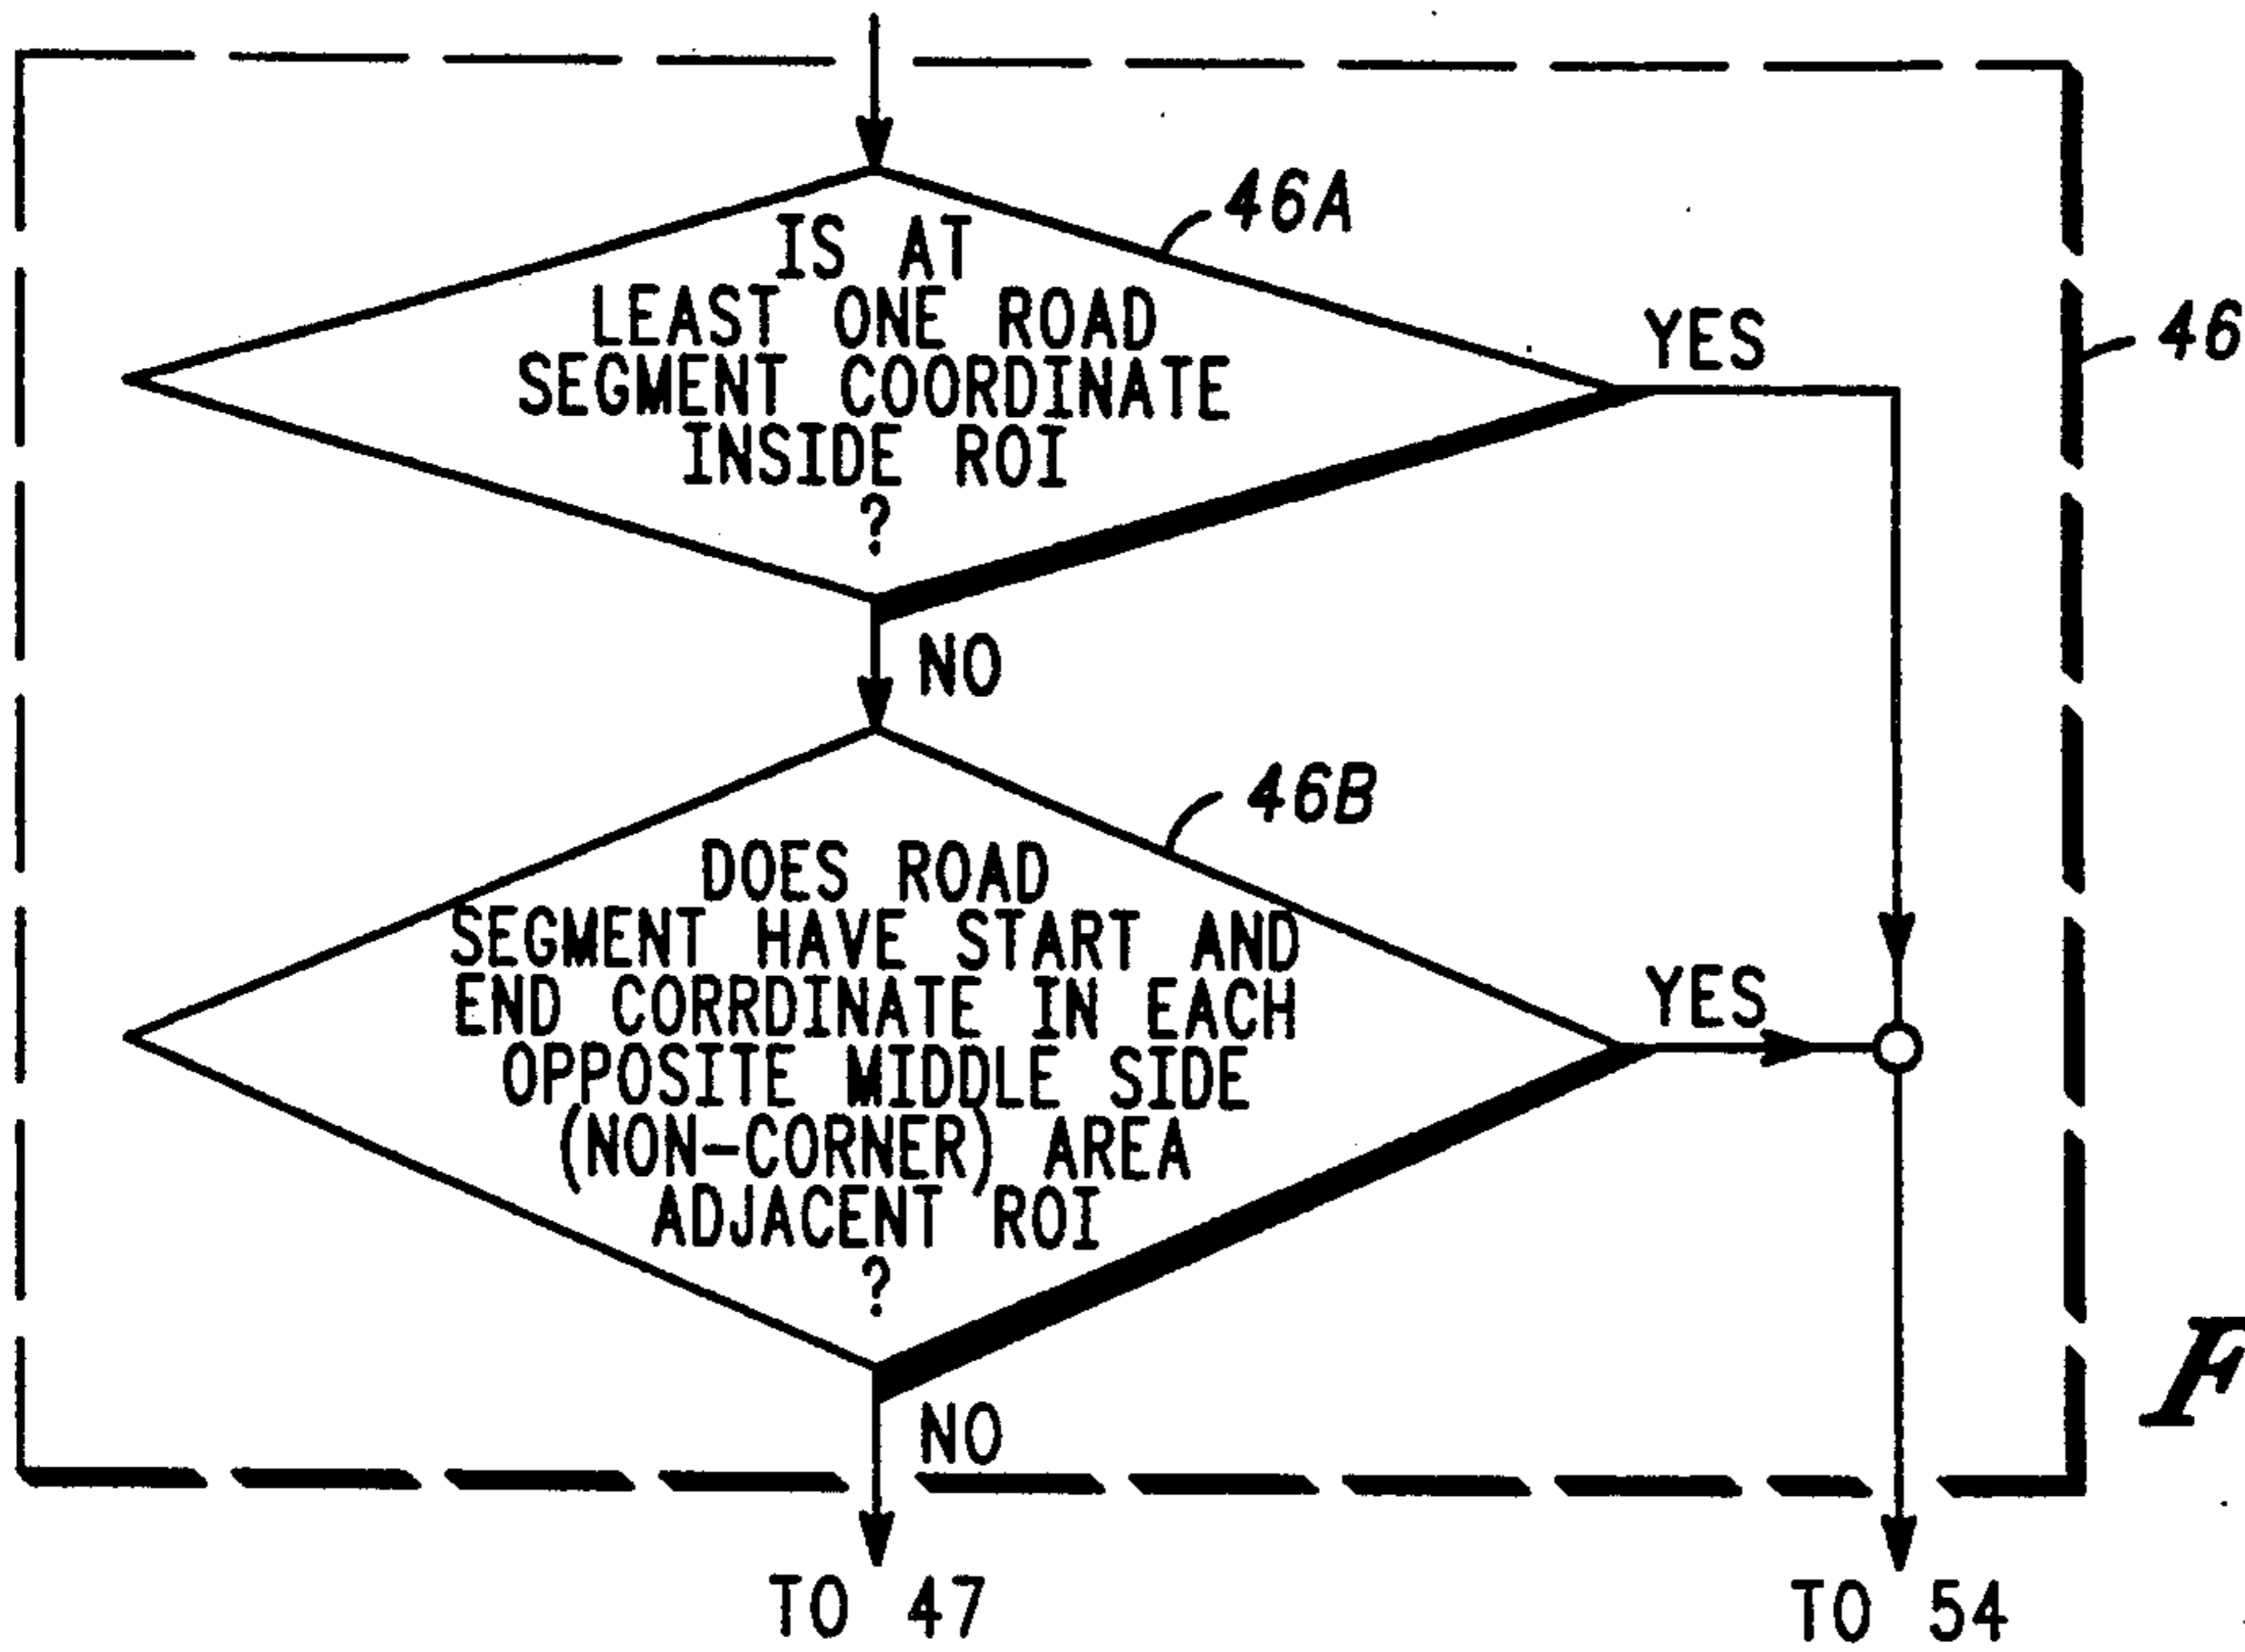 46A
IS AT
LEAST ONE ROAD
SEGMENT COORDINATE
INSIDE ROI
?
YES
46
NO
46B
DOES ROAD
SEGMENT HAVE START AND
END CORRDINATE IN EACH
OPPOSITE MIDDLE SIDE
(NON-CORNER) AREA
ADJACENT ROI
?
YES
NO
F
TO 47
TO 54